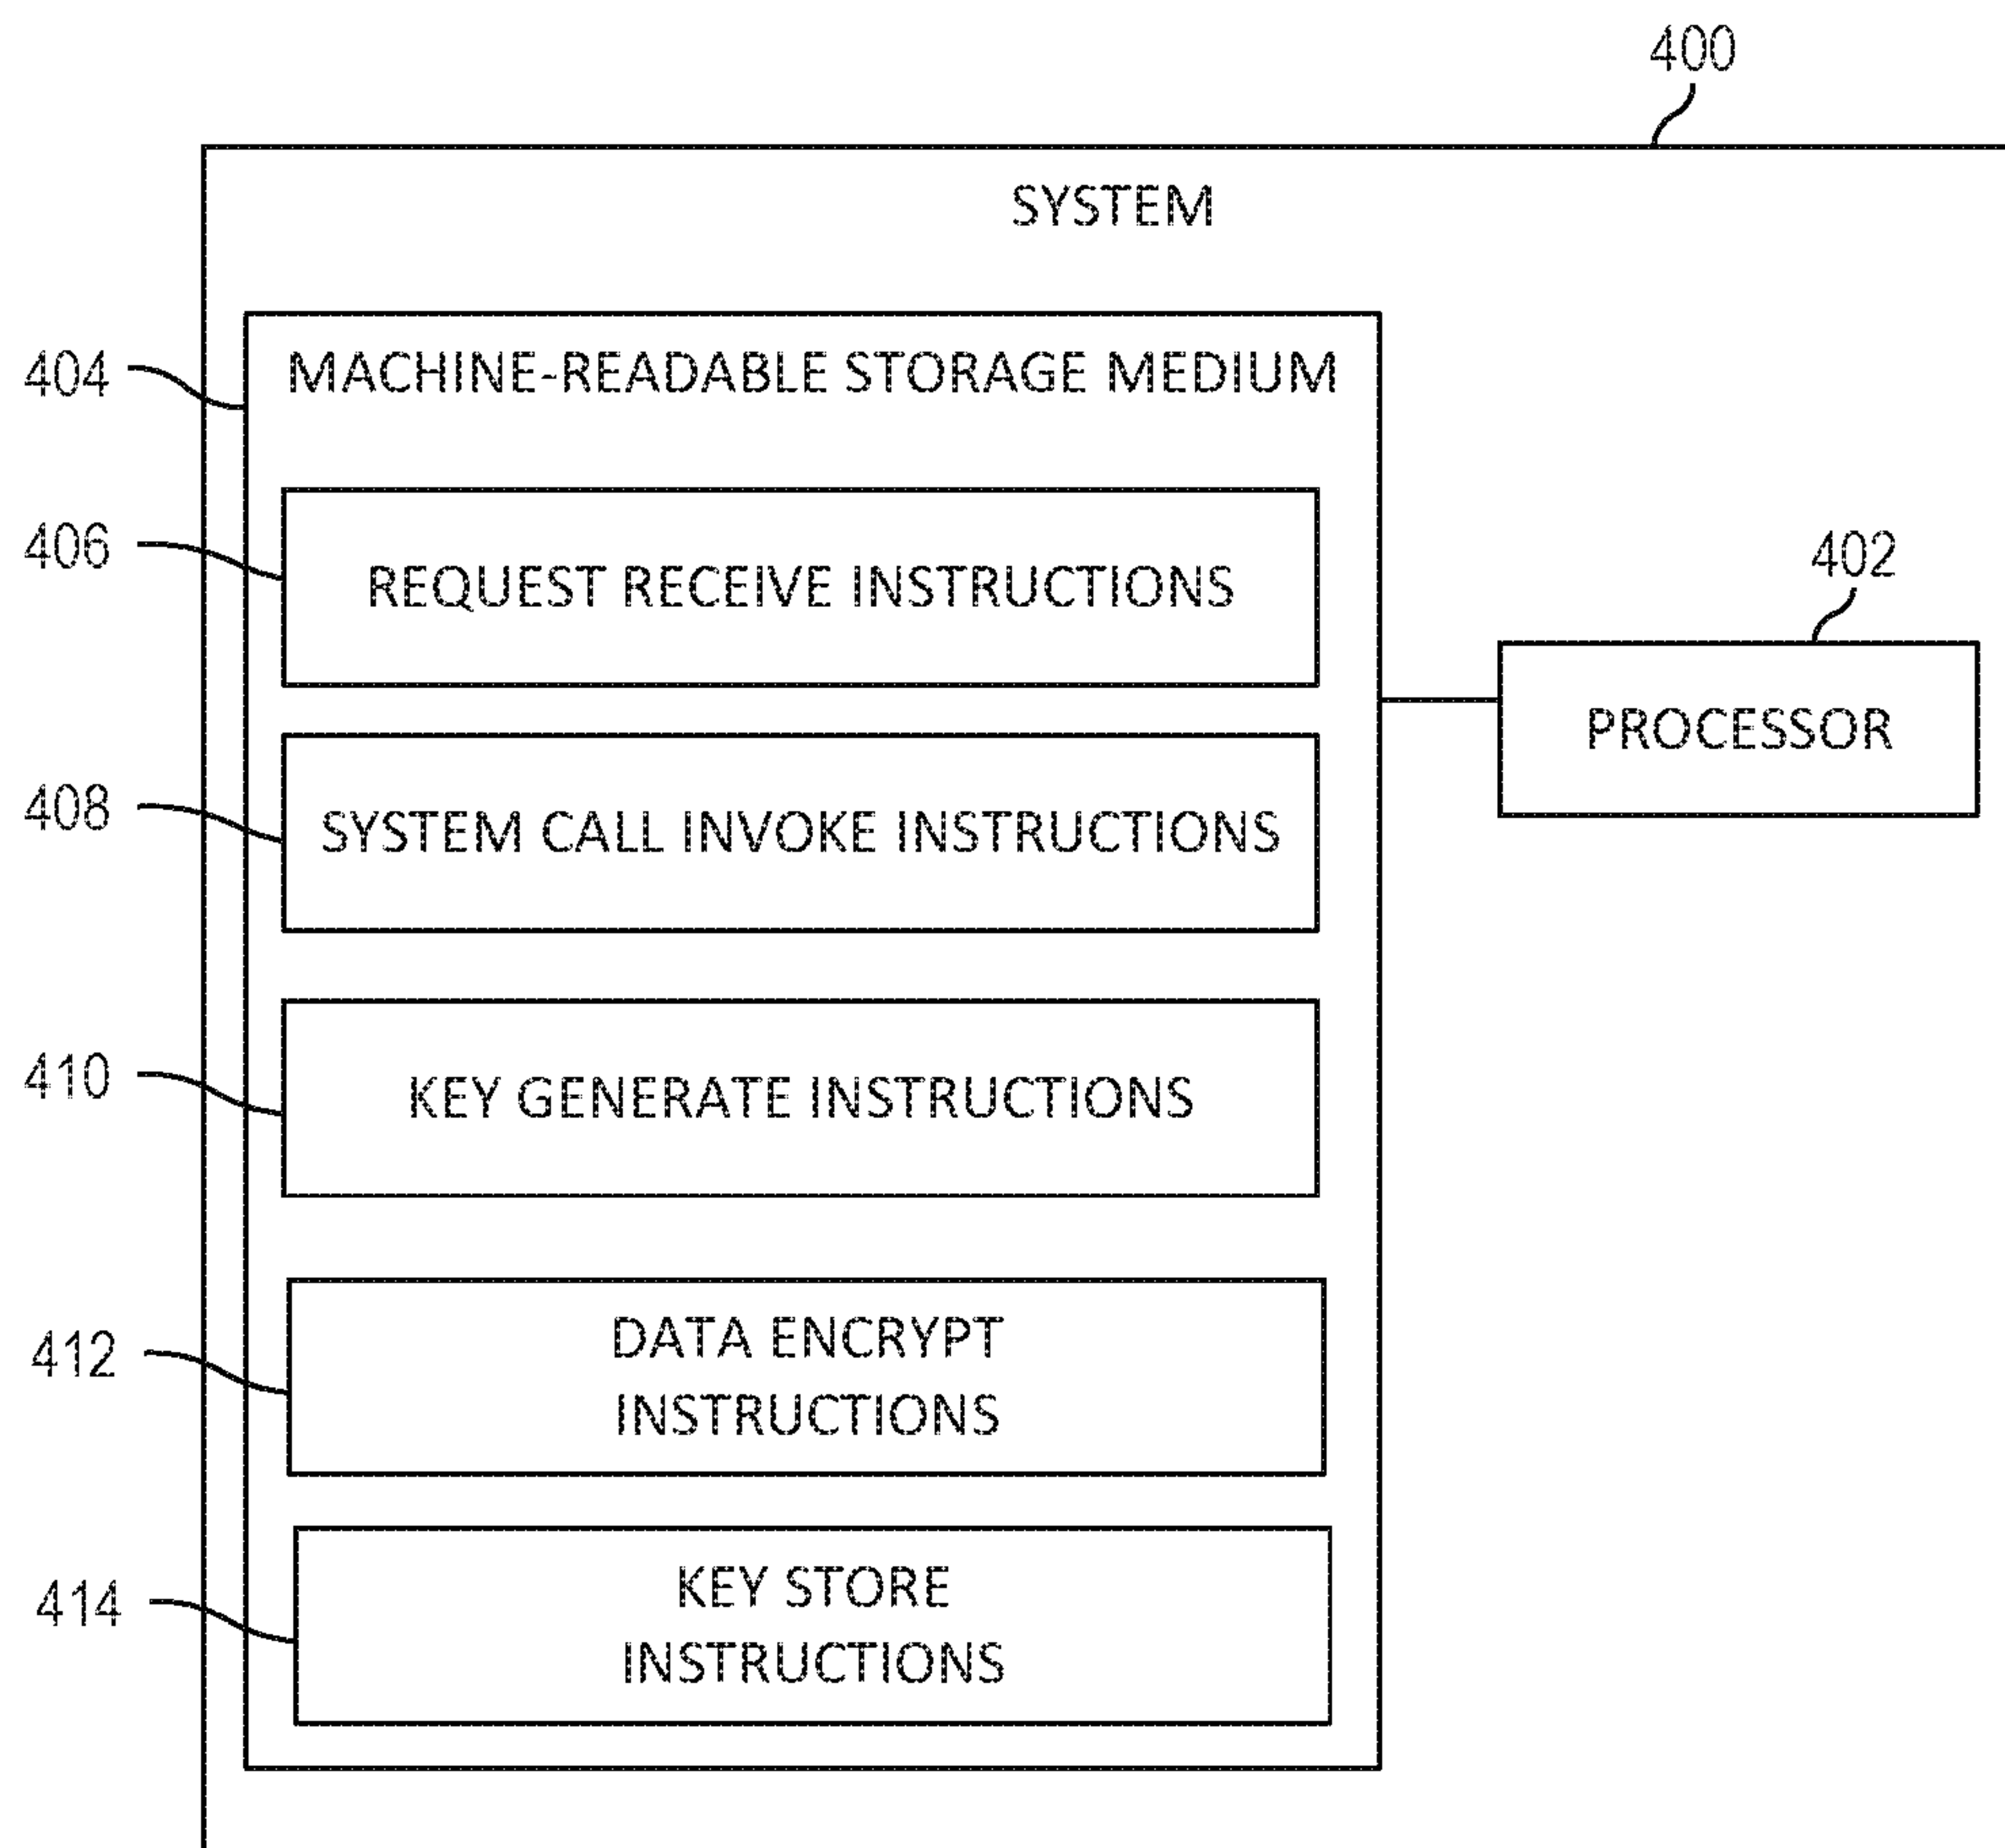 400
SYSTEM
404
MACHINE-READABLE STORAGE MEDIUM
406
REQUEST RECEIVE INSTRUCTIONS
402
PROCESSOR
408
SYSTEM CALL INVOKE INSTRUCTIONS
410
KEY GENERATE INSTRUCTIONS
412
DATA ENCRYPT
INSTRUCTIONS
414
KEY STORE
INSTRUCTIONS